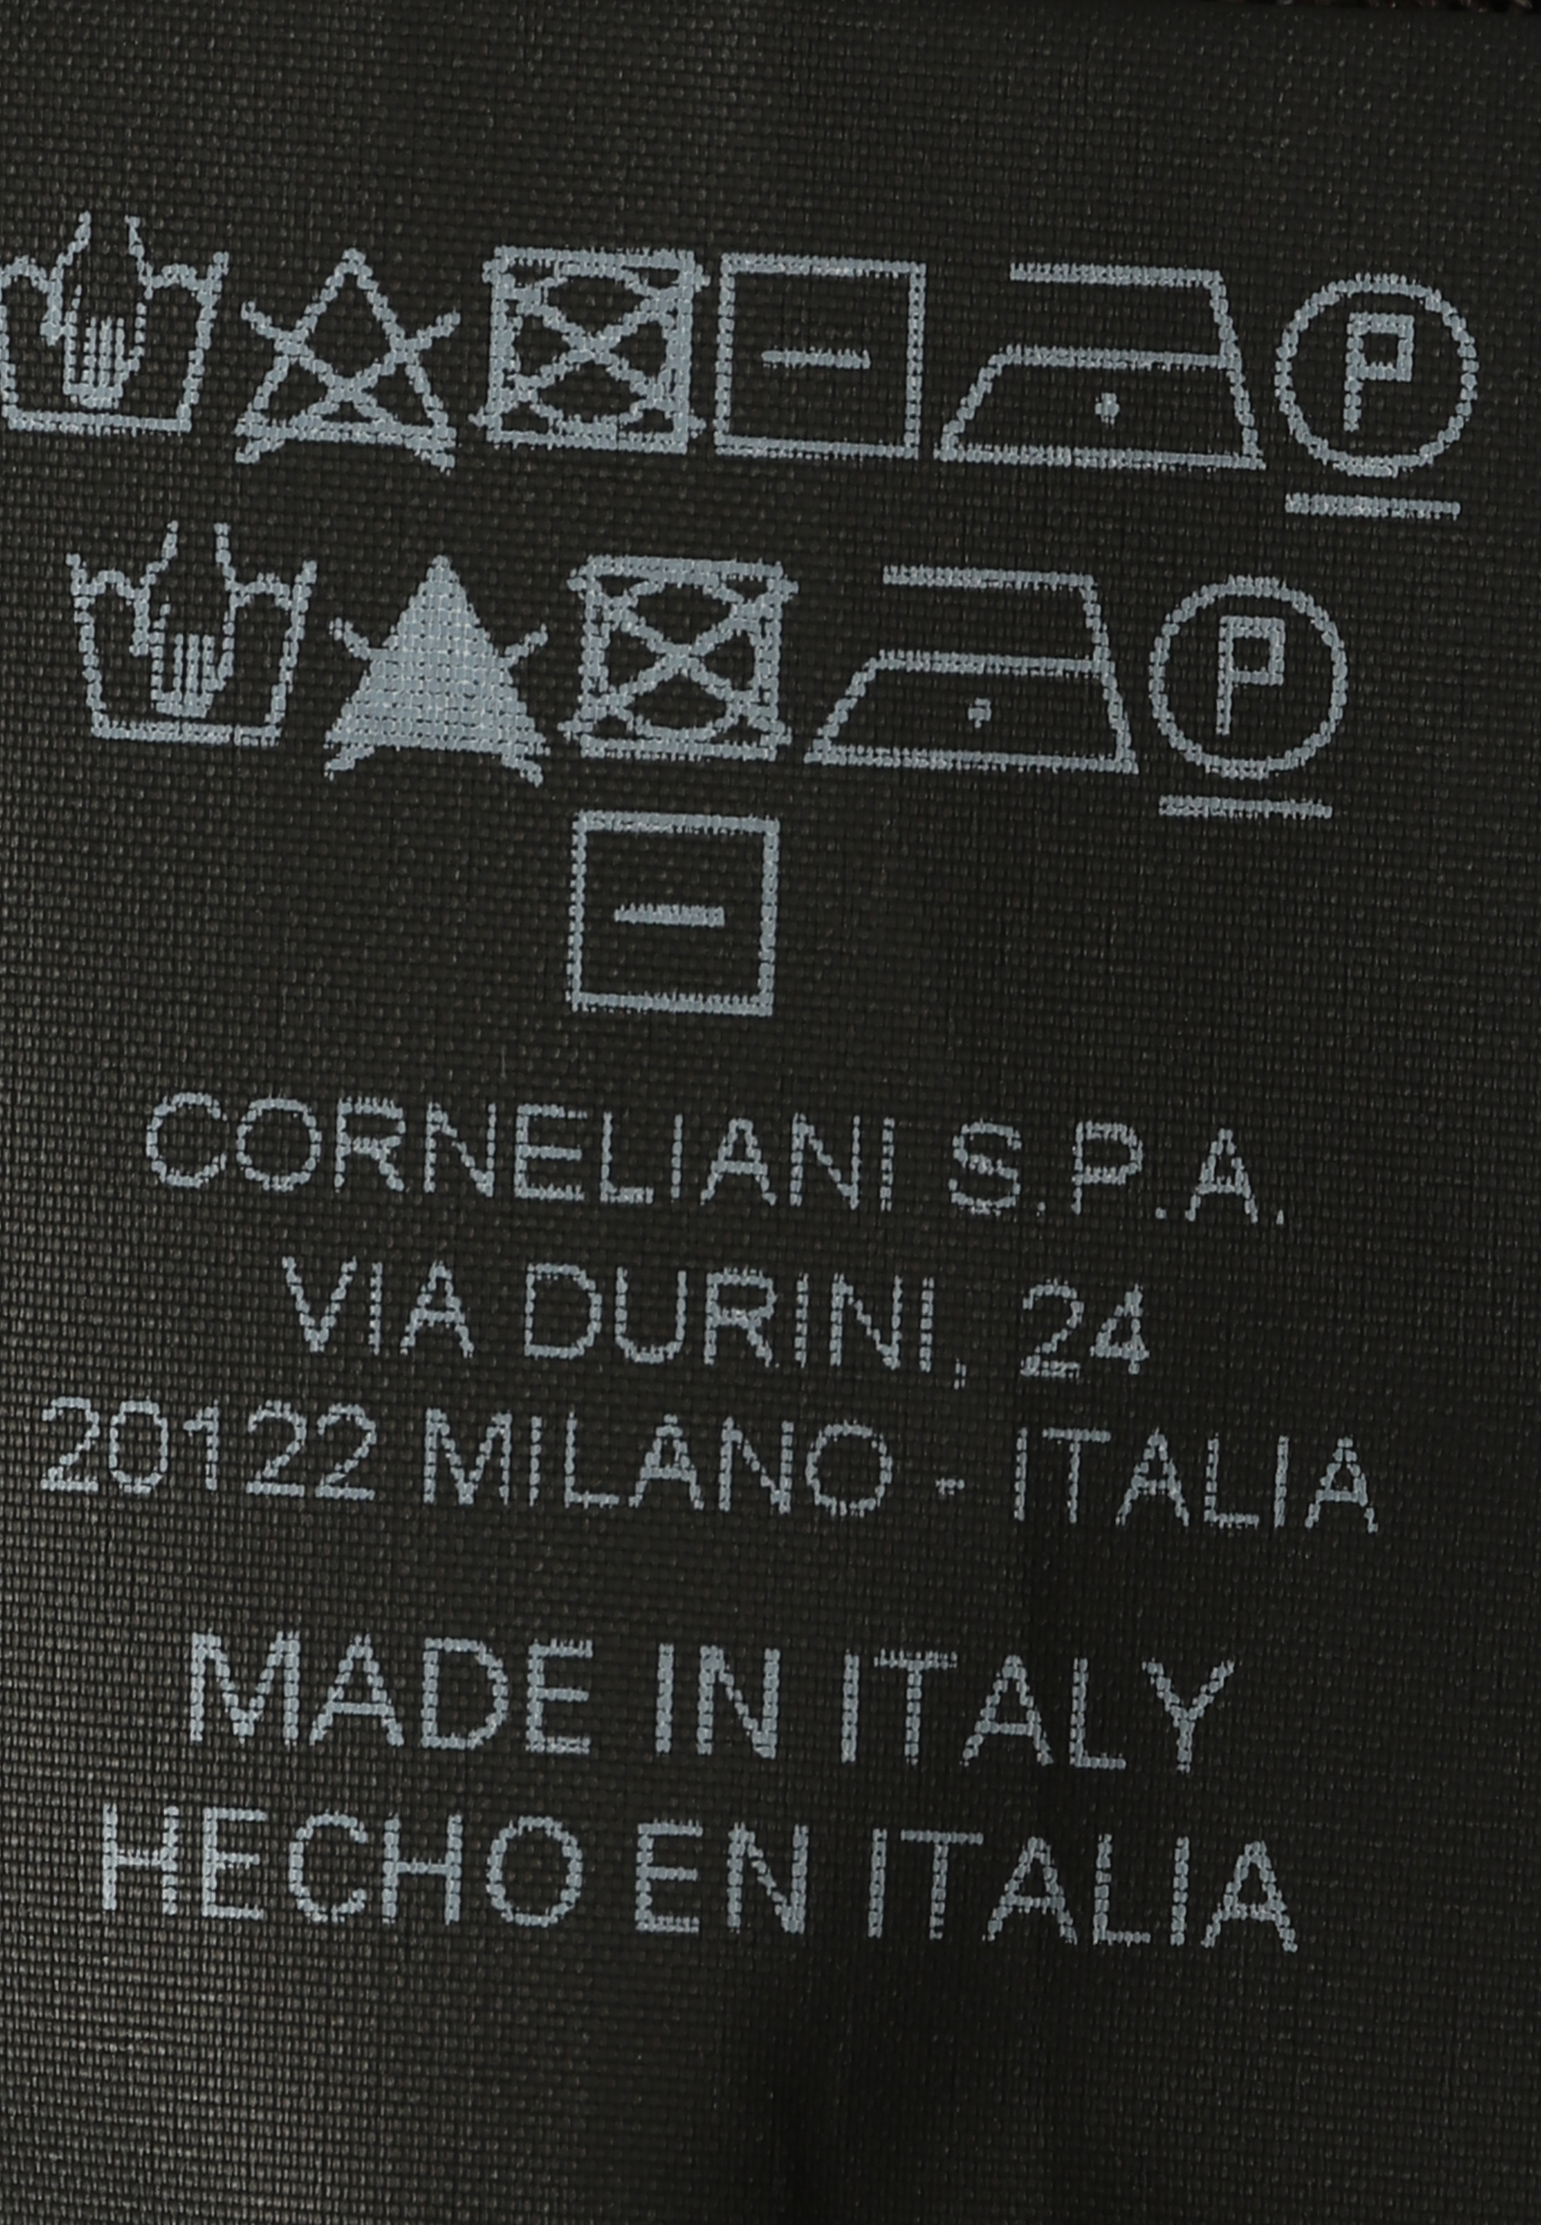 P
P
CORNELIANI S.P.A.
VIA DURINI, 24
20122 MILANO - ITALIA
MADE IN ITALY
HECHO EN ITALIA